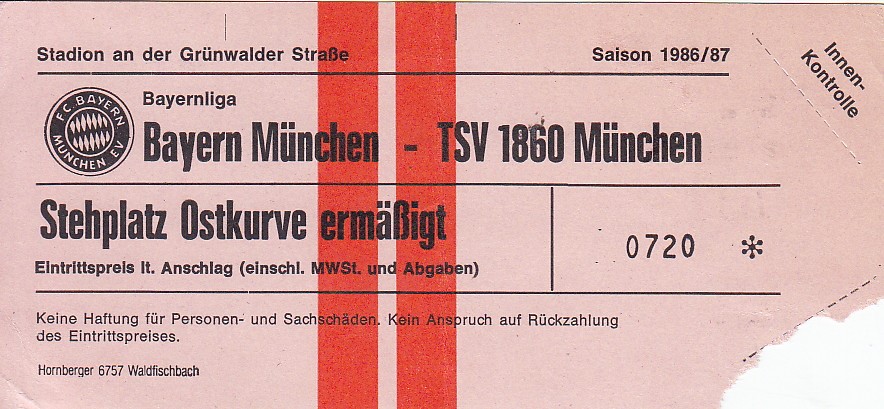 Stadion an der Grünwalder Straße
Saison 1986/87
Innen-
Kontrolle
F.C. BAYERN
MÜNCHEN EV
Bayernliga
Bayern München - TSV 1860 München
Stehplatz Ostkurve ermäßigt
Eintrittspreis lt. Anschlag (einschl. MWSt. und Abgaben)
0720 *
Keine Haftung für Personen- und Sachschäden. Kein Anspruch auf Rückzahlung
des Eintrittspreises.
Hornberger 6757 Waldfischbach